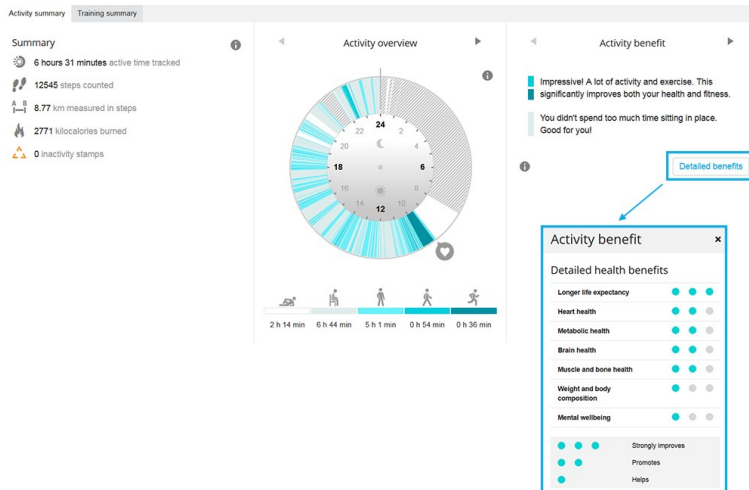 Activity summary
Training summary
Summary
6 hours 31 minutes active time tracked
12545 steps counted
A B
8.77 km measured in steps
2771 kilocalories burned
0 inactivity stamps
Activity overview
24
22 2
20 4
18 6
16 8
14 10
12
2 h 14 min 6 h 44 min 5 h 1 min 0 h 54 min 0 h 36 min
Activity benefit
Impressive! A lot of activity and exercise. This
significantly improves both your health and fitness.
You didn't spend too much time sitting in place.
Good for you!
Detailed benefits
Activity benefit ×
Detailed health benefits
Longer life expectancy
Heart health
Metabolic health
Brain health
Muscle and bone health
Weight and body
composition
Mental wellbeing
Strongly improves
Promotes
Helps